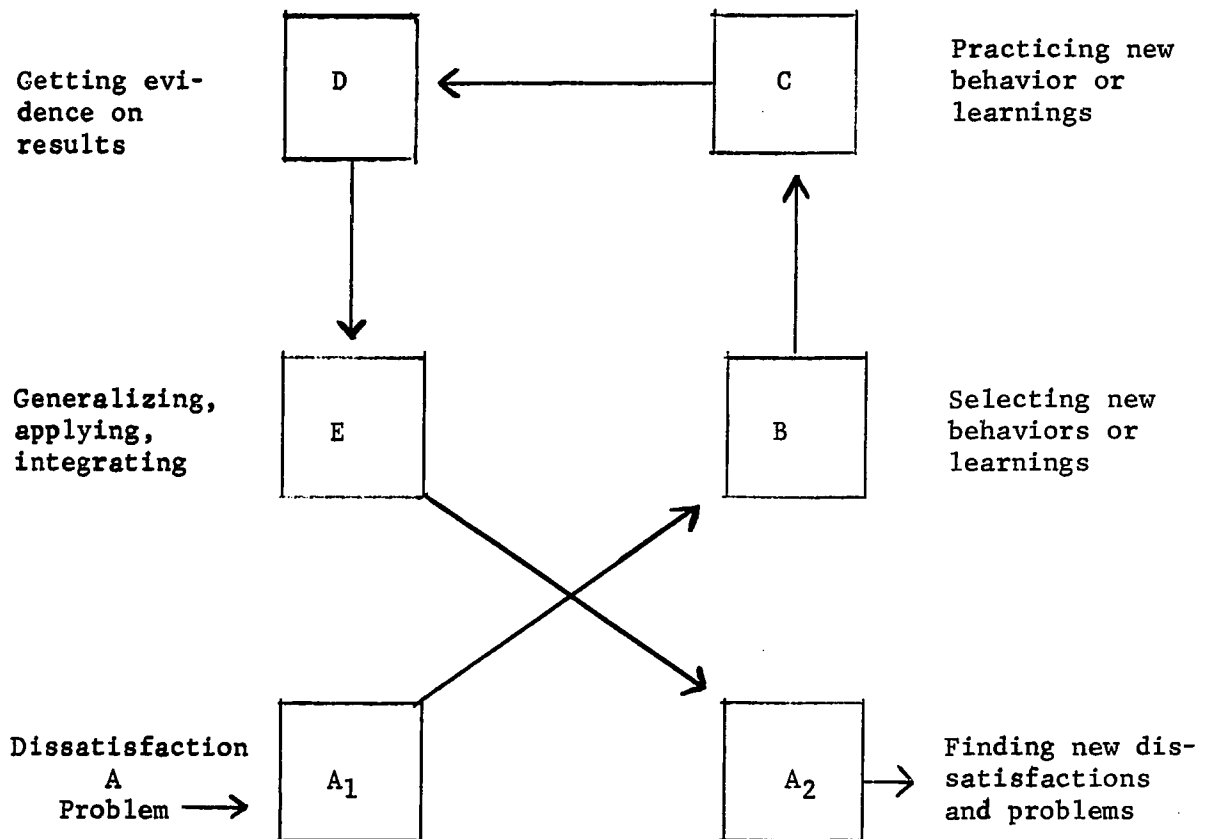 Getting evi-
dence on
results
D
C
Practicing new
behavior or
learnings
Generalizing,
applying,
integrating
E
B
Selecting new
behaviors or
learnings
Dissatisfaction
A
Problem
A1
A2
Finding new dis-
satisfactions
and problems